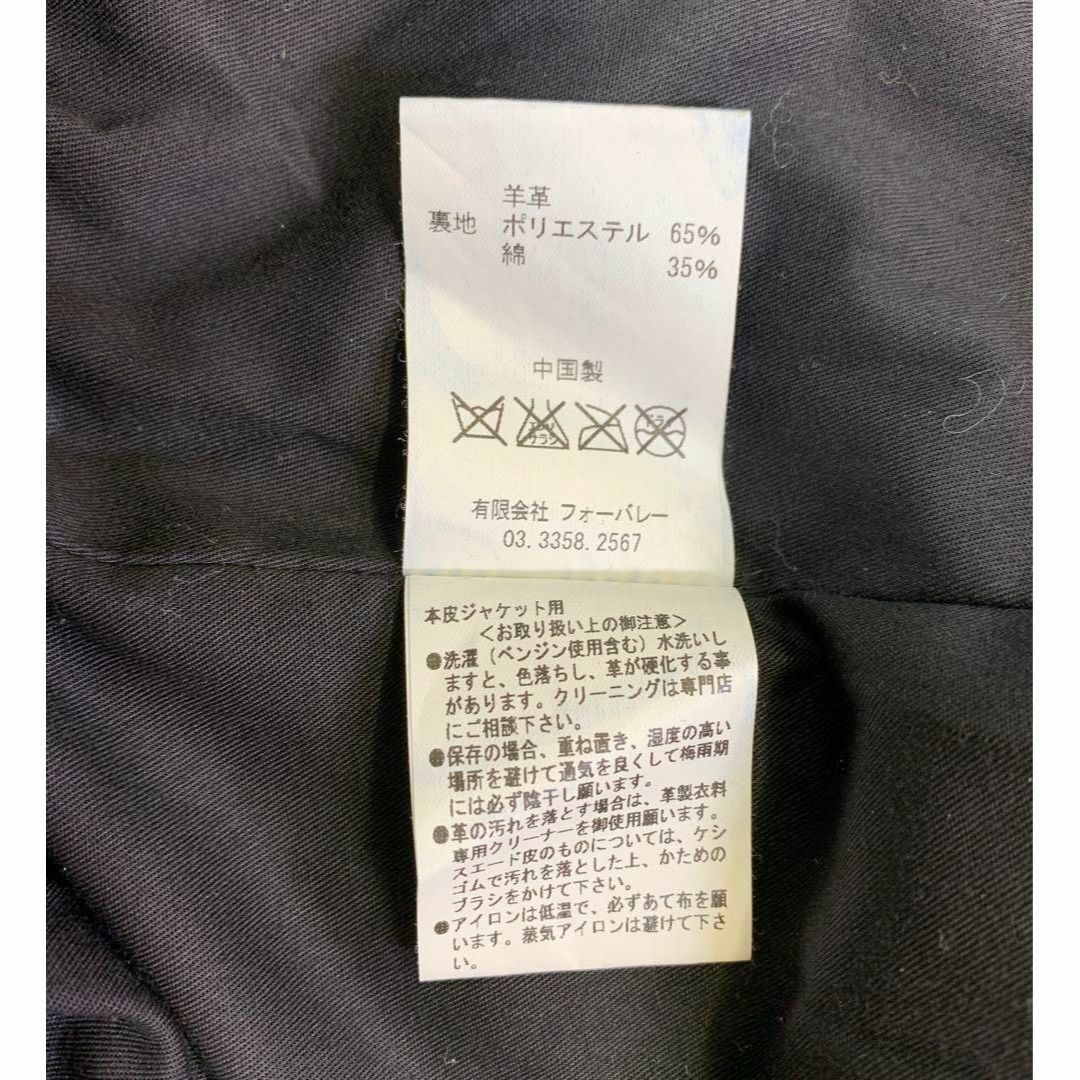 羊革
裏地 ポリエステル 65%
綿 35%
中国製
有限会社 フォーバレー
03.3358.2567
本皮ジャケット用
＜お取り扱い上の御注意＞
●洗濯（ベンジン使用含む）水洗いし
ますと、色落ちし、革が硬化する事
があります。クリーニングは専門店
にご相談下さい。
●保存の場合、重ね置き、湿度の高い
場所を避けて通気を良くして梅雨期
には必ず陰干し願います。
●革の汚れを落とす場合は、革製衣料
専用クリーナーを御使用願います。
スエード皮のものについては、ケシ
ゴムで汚れを落とした上、かための
ブラシをかけて下さい。
●アイロンは低温で、必ずあて布を願
います。蒸気アイロンは避けて下さ
い。